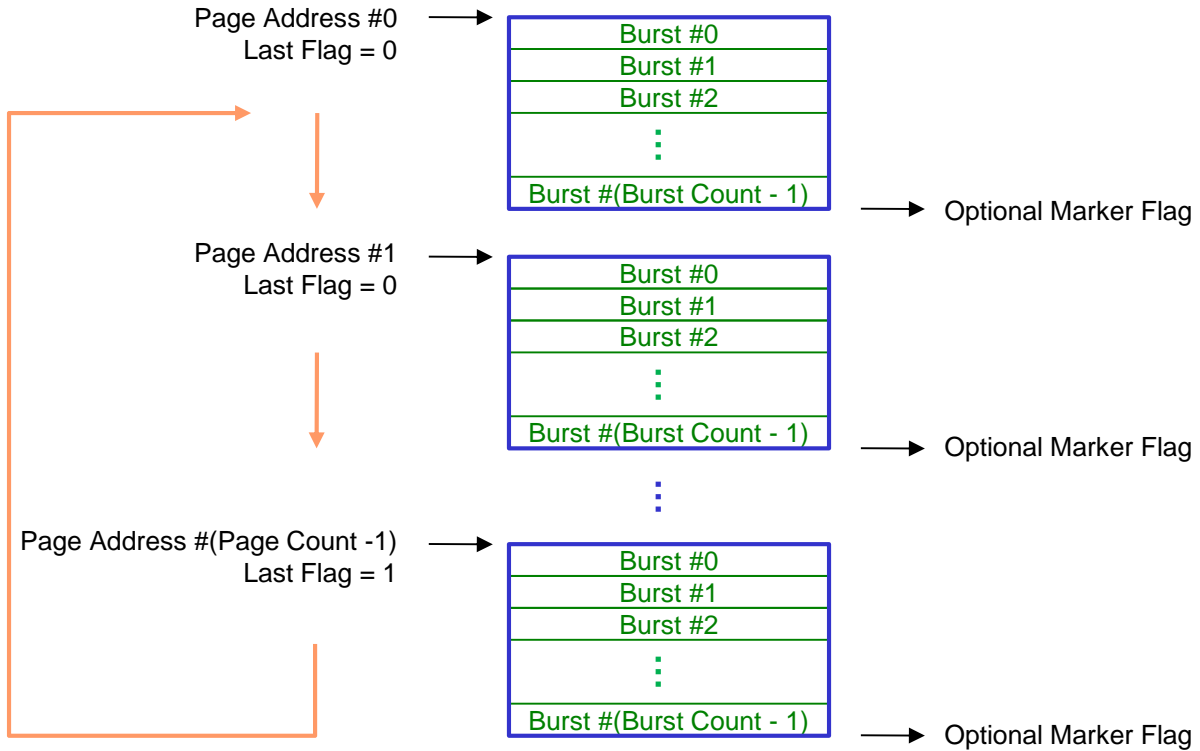 Page Address #0
Last Flag = 0
Burst #0
Burst #1
Burst #2
Burst #(Burst Count - 1)
Optional Marker Flag
Page Address #1
Last Flag = 0
Burst #0
Burst #1
Burst #2
Burst #(Burst Count - 1)
Optional Marker Flag
Page Address #(Page Count -1)
Last Flag = 1
Burst #0
Burst #1
Burst #2
Burst #(Burst Count - 1)
Optional Marker Flag